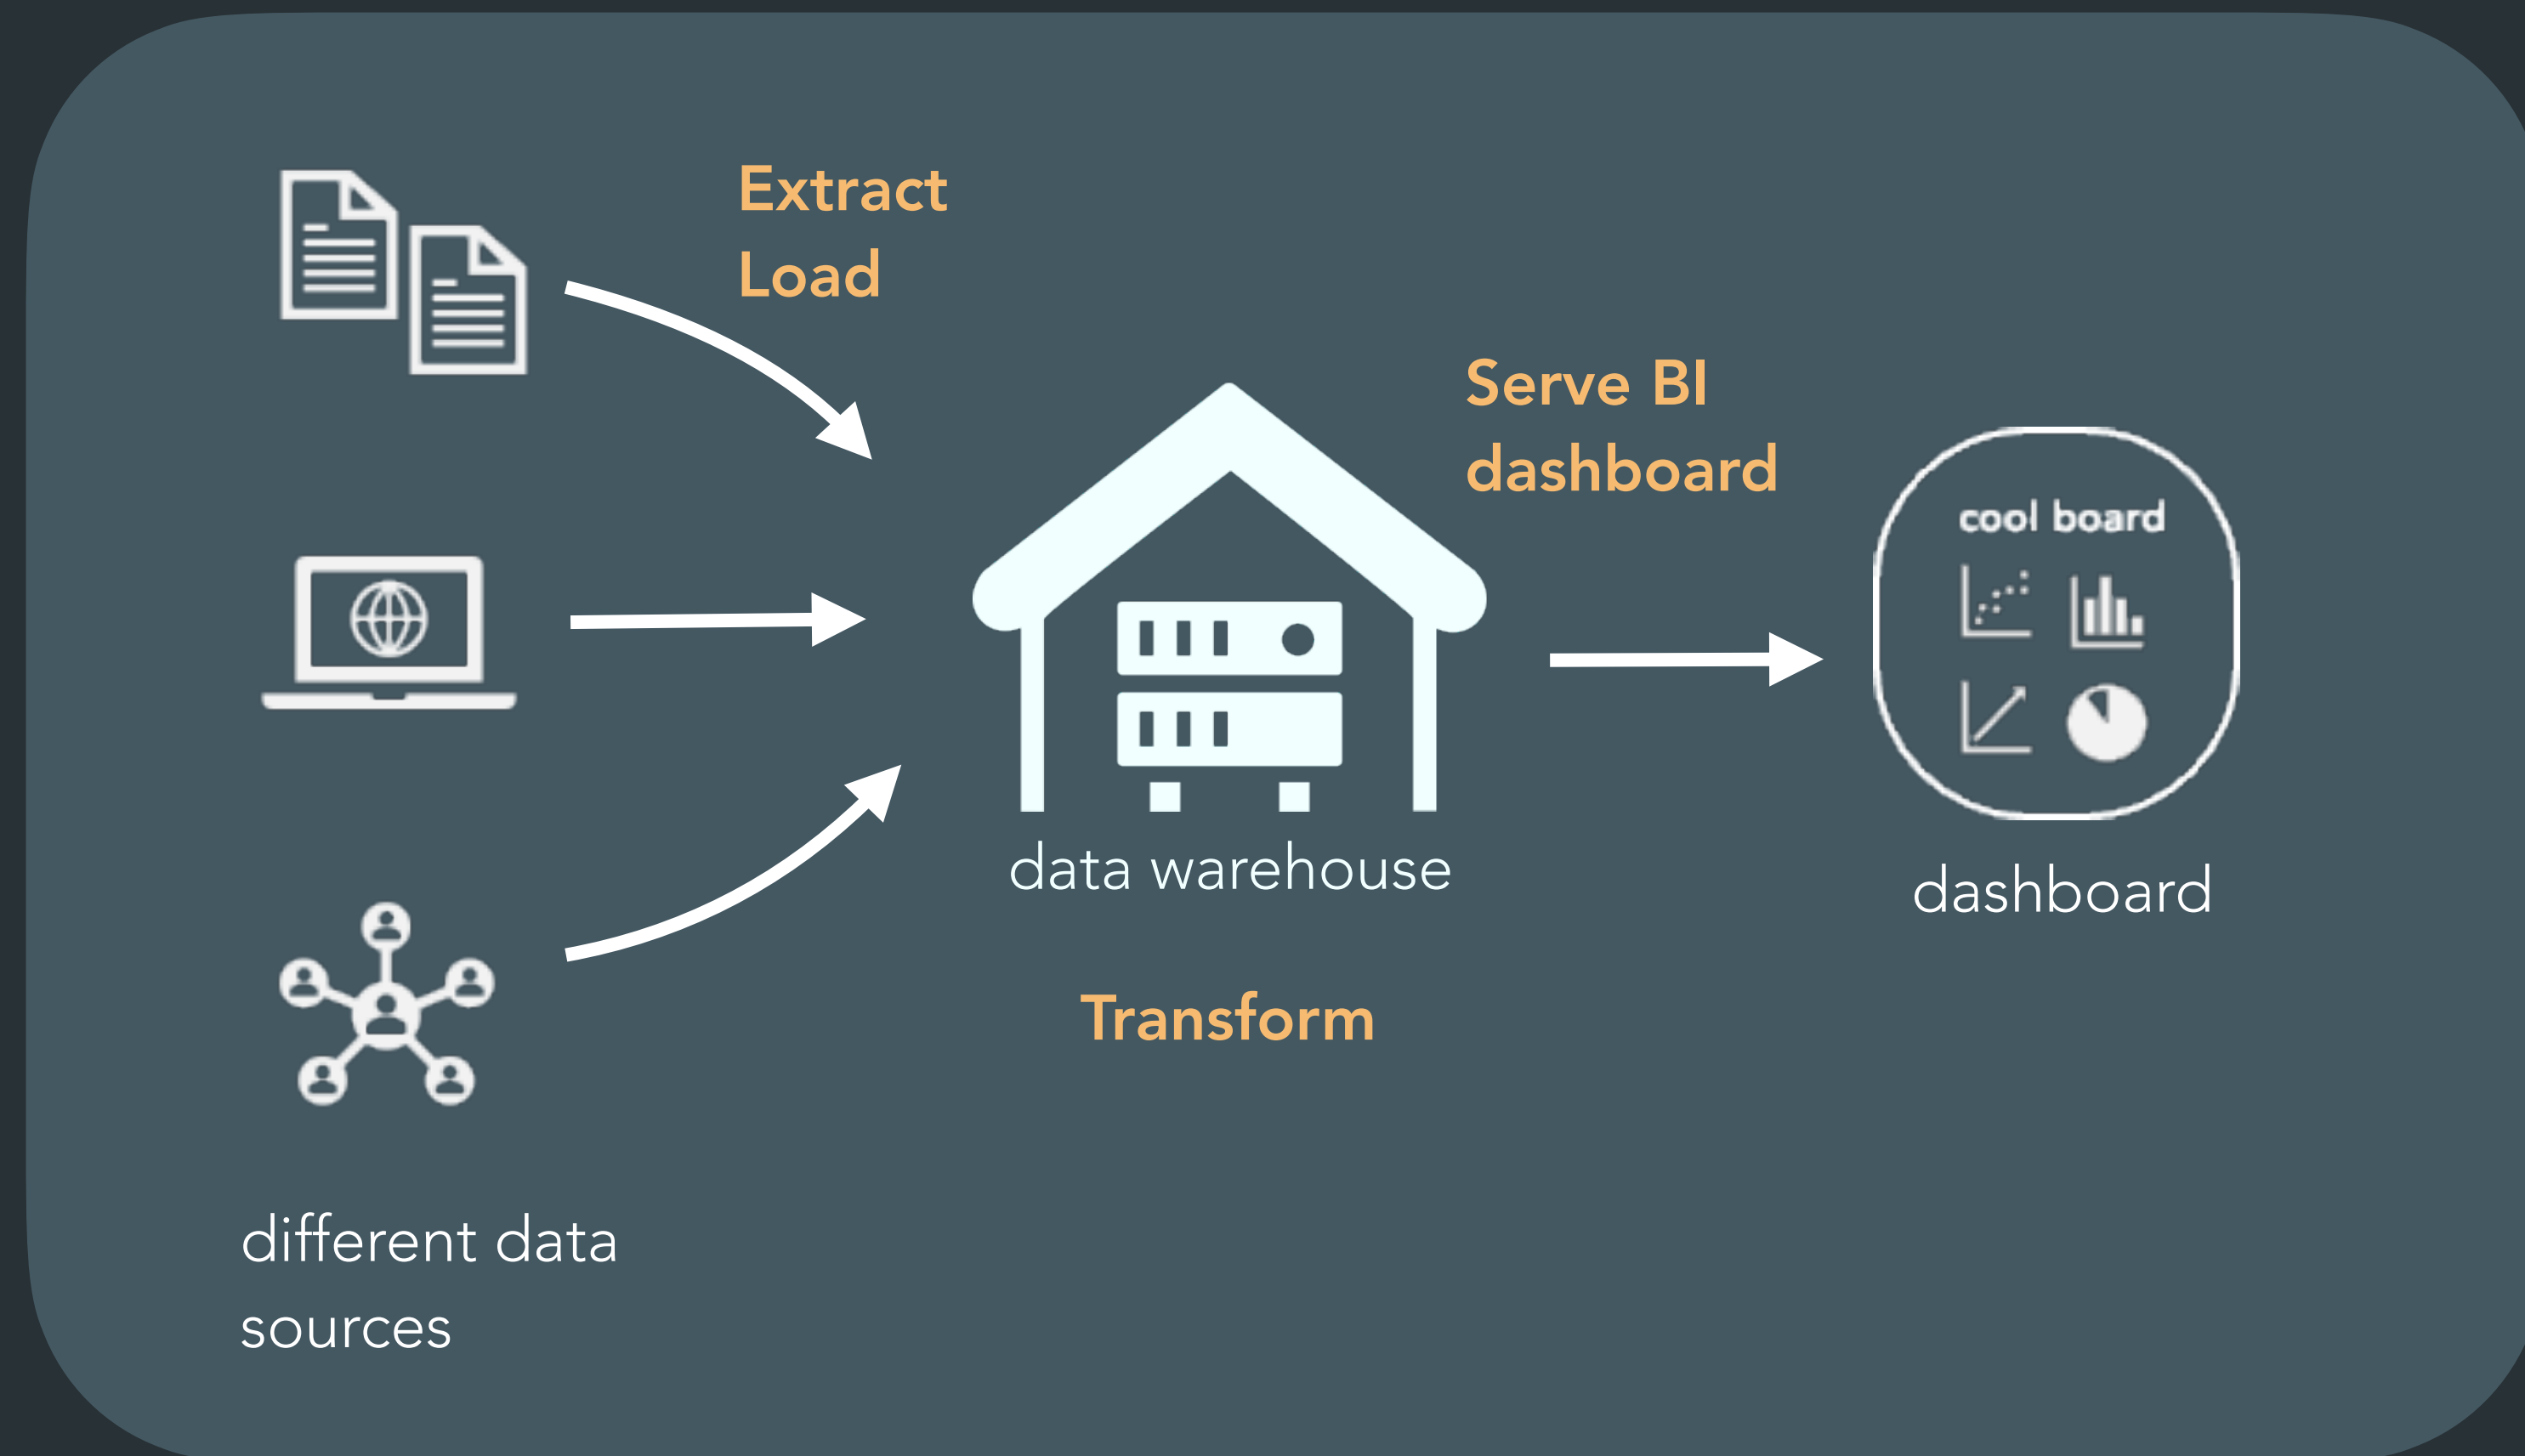 Extract
Load
Serve BI
dashboard
cool board
data warehouse
dashboard
Transform
different data
sources